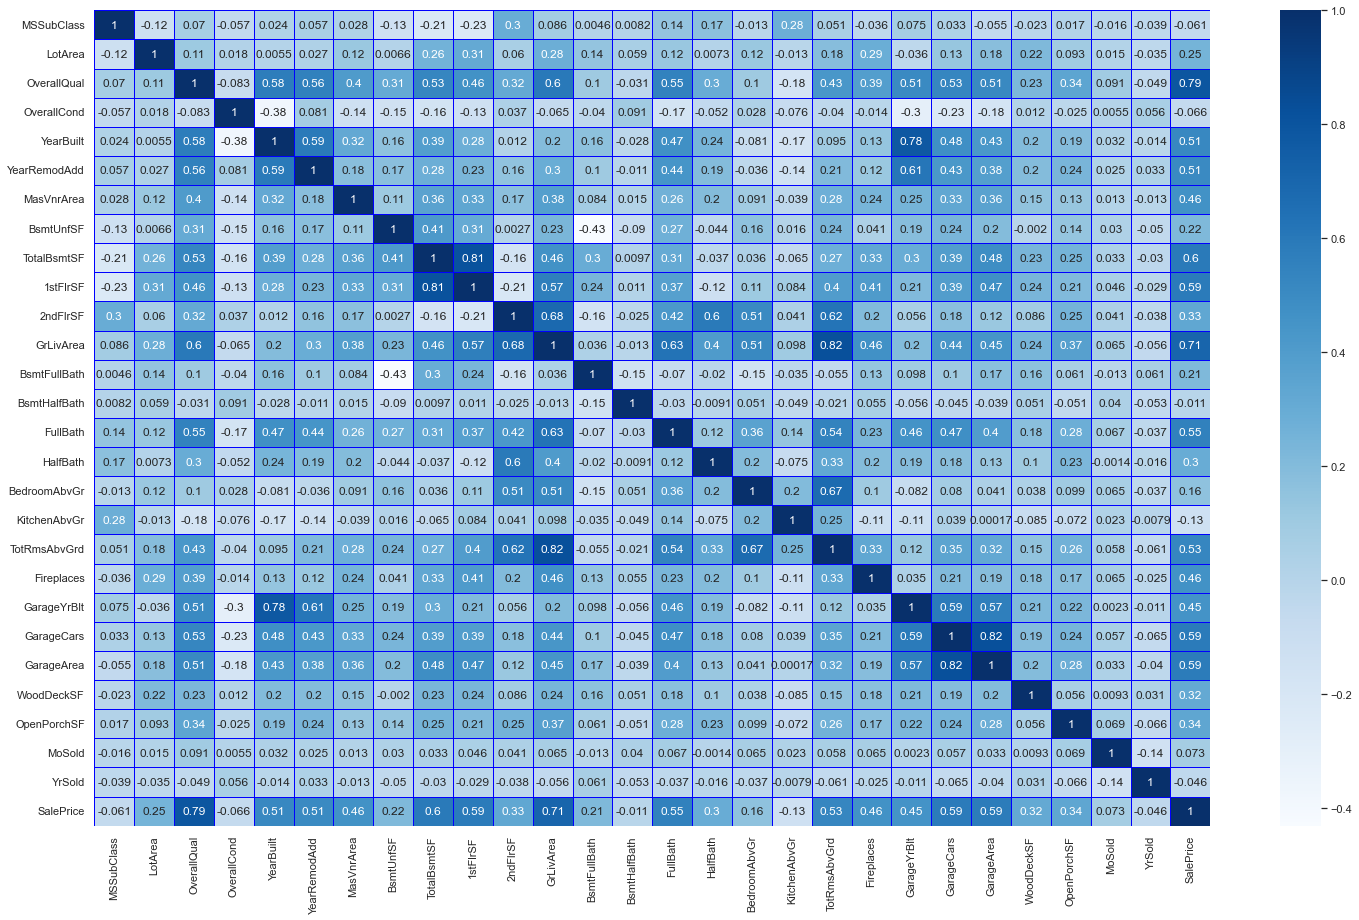 MSSubClass 1 -0.12 0.07 -0.057 0.024 0.057 0.028 -0.13 -0.21 -0.23 0.3 0.086 0.0046 0.0082 0.14 0.17 -0.013 0.28 0.051 -0.036 0.075 0.033 -0.055 -0.023 0.017 -0.016 -0.039 -0.061
LotArea -0.12 1 0.11 0.018 0.0055 0.027 0.12 0.0066 0.26 0.31 0.06 0.28 0.14 0.059 0.12 0.0073 0.12 -0.013 0.18 0.29 -0.036 0.13 0.18 0.22 0.093 0.015 -0.035 0.25
OverallQual 0.07 0.11 1 -0.083 0.58 0.56 0.4 0.31 0.53 0.46 0.32 0.6 0.1 -0.031 0.55 0.3 0.1 -0.18 0.43 0.39 0.51 0.53 0.51 0.23 0.34 0.091 -0.049 0.79
OverallCond -0.057 0.018 -0.083 1 -0.38 0.081 -0.14 -0.15 -0.16 -0.13 0.037 -0.065 -0.04 0.091 -0.17 -0.052 0.028 -0.076 -0.04 -0.014 -0.3 -0.23 -0.18 0.012 -0.025 0.0055 0.056 -0.066
YearBuilt 0.024 0.0055 0.58 -0.38 1 0.59 0.32 0.16 0.39 0.28 0.012 0.2 0.16 -0.028 0.47 0.24 -0.081 -0.17 0.095 0.13 0.78 0.48 0.43 0.2 0.19 0.032 -0.014 0.51
YearRemodAdd 0.057 0.027 0.56 0.081 0.59 1 0.18 0.17 0.28 0.23 0.16 0.3 0.1 -0.011 0.44 0.19 -0.036 -0.14 0.21 0.12 0.61 0.43 0.38 0.2 0.24 0.025 0.033 0.51
MasVnrArea 0.028 0.12 0.4 -0.14 0.32 0.18 1 0.11 0.36 0.33 0.17 0.38 0.084 0.015 0.26 0.2 0.091 -0.039 0.28 0.24 0.25 0.33 0.36 0.15 0.13 0.013 -0.013 0.46
BsmtUnfSF -0.13 0.0066 0.31 -0.15 0.16 0.17 0.11 1 0.41 0.31 0.0027 0.23 -0.43 -0.09 0.27 -0.044 0.16 0.016 0.24 0.041 0.19 0.24 0.2 -0.002 0.14 0.03 -0.05 0.22
TotalBsmtSF -0.21 0.26 0.53 -0.16 0.39 0.28 0.36 0.41 1 0.81 -0.16 0.46 0.3 0.0097 0.31 -0.037 0.036 -0.065 0.27 0.33 0.3 0.39 0.48 0.23 0.25 0.033 -0.03 0.6
1stFlrSF -0.23 0.31 0.46 -0.13 0.28 0.23 0.33 0.31 0.81 1 -0.21 0.57 0.24 0.011 0.37 -0.12 0.11 0.084 0.4 0.41 0.21 0.39 0.47 0.24 0.21 0.046 -0.029 0.59
2ndFlrSF 0.3 0.06 0.32 0.037 0.012 0.16 0.17 0.0027 -0.16 -0.21 1 0.68 -0.16 -0.025 0.42 0.6 0.51 0.041 0.62 0.2 0.056 0.18 0.12 0.086 0.25 0.041 -0.038 0.33
GrLivArea 0.086 0.28 0.6 -0.065 0.2 0.3 0.38 0.23 0.46 0.57 0.68 1 0.036 -0.013 0.63 0.4 0.51 0.098 0.82 0.46 0.2 0.44 0.45 0.24 0.37 0.065 -0.056 0.71
BsmtFullBath 0.0046 0.14 0.1 -0.04 0.16 0.1 0.084 -0.43 0.3 0.24 -0.16 0.036 1 -0.15 -0.07 -0.02 -0.15 -0.035 -0.055 0.13 0.098 0.1 0.17 0.16 0.061 -0.013 0.061 0.21
BsmtHalfBath 0.0082 0.059 -0.031 0.091 -0.028 -0.011 0.015 -0.09 0.0097 0.011 -0.025 -0.013 -0.15 1 -0.03 -0.0091 0.051 -0.049 -0.021 0.055 -0.056 -0.045 -0.039 0.051 -0.051 0.04 -0.053 -0.011
FullBath 0.14 0.12 0.55 -0.17 0.47 0.44 0.26 0.27 0.31 0.37 0.42 0.63 -0.07 -0.03 1 0.12 0.36 0.14 0.54 0.23 0.46 0.47 0.4 0.18 0.28 0.067 -0.037 0.55
HalfBath 0.17 0.0073 0.3 -0.052 0.24 0.19 0.2 -0.044 -0.037 -0.12 0.6 0.4 -0.02 -0.0091 0.12 1 0.2 -0.075 0.33 0.2 0.19 0.18 0.13 0.1 0.23 -0.0014 -0.016 0.3
BedroomAbvGr -0.013 0.12 0.1 0.028 -0.081 -0.036 0.091 0.16 0.036 0.11 0.51 0.51 -0.15 0.051 0.36 0.2 1 0.2 0.67 0.1 -0.082 0.08 0.041 0.038 0.099 0.065 -0.037 0.16
KitchenAbvGr 0.28 -0.013 -0.18 -0.076 -0.17 -0.14 -0.039 0.016 -0.065 0.084 0.041 0.098 -0.035 -0.049 0.14 -0.075 0.2 1 0.25 -0.11 -0.11 0.039 0.00017 -0.085 -0.072 0.023 -0.0079 -0.13
TotRmsAbvGrd 0.051 0.18 0.43 -0.04 0.095 0.21 0.28 0.24 0.27 0.4 0.62 0.82 -0.055 -0.021 0.54 0.33 0.67 0.25 1 0.33 0.12 0.35 0.32 0.15 0.26 0.058 -0.061 0.53
Fireplaces -0.036 0.29 0.39 -0.014 0.13 0.12 0.24 0.041 0.33 0.41 0.2 0.46 0.13 0.055 0.23 0.2 0.1 -0.11 0.33 1 0.035 0.21 0.19 0.18 0.17 0.065 -0.025 0.46
GarageYrBlt 0.075 -0.036 0.51 -0.3 0.78 0.61 0.25 0.19 0.3 0.21 0.056 0.2 0.098 -0.056 0.46 0.19 -0.082 -0.11 0.12 0.035 1 0.59 0.57 0.21 0.22 0.0023 -0.011 0.45
GarageCars 0.033 0.13 0.53 -0.23 0.48 0.43 0.33 0.24 0.39 0.39 0.18 0.44 0.1 -0.045 0.47 0.18 0.08 0.039 0.35 0.21 0.59 1 0.82 0.19 0.24 0.057 -0.065 0.59
GarageArea -0.055 0.18 0.51 -0.18 0.43 0.38 0.36 0.2 0.48 0.47 0.12 0.45 0.17 -0.039 0.4 0.13 0.041 0.00017 0.32 0.19 0.57 0.82 1 0.2 0.28 0.033 -0.04 0.59
WoodDeckSF -0.023 0.22 0.23 0.012 0.2 0.2 0.15 -0.002 0.23 0.24 0.086 0.24 0.16 0.051 0.18 0.1 0.038 -0.085 0.15 0.18 0.21 0.19 0.2 1 0.056 0.0093 0.031 0.32
OpenPorchSF 0.017 0.093 0.34 -0.025 0.19 0.24 0.13 0.14 0.25 0.21 0.25 0.37 0.061 -0.051 0.28 0.23 0.099 -0.072 0.26 0.17 0.22 0.24 0.28 0.056 1 0.069 -0.066 0.34
MoSold -0.016 0.015 0.091 0.0055 0.032 0.025 0.013 0.03 0.033 0.046 0.041 0.065 -0.013 0.04 0.067 -0.0014 0.065 0.023 0.058 0.065 0.0023 0.057 0.033 0.0093 0.069 1 -0.14 0.073
YrSold -0.039 -0.035 -0.049 0.056 -0.014 0.033 -0.013 -0.05 -0.03 -0.029 -0.038 -0.056 0.061 -0.053 -0.037 -0.016 -0.037 -0.0079 -0.061 -0.025 -0.011 -0.065 -0.04 0.031 -0.066 -0.14 1 -0.046
SalePrice -0.061 0.25 0.79 -0.066 0.51 0.51 0.46 0.22 0.6 0.59 0.33 0.71 0.21 -0.011 0.55 0.3 0.16 -0.13 0.53 0.46 0.45 0.59 0.59 0.32 0.34 0.073 -0.046 1
MSSubClass LotArea OverallQual OverallCond YearBuilt YearRemodAdd MasVnrArea BsmtUnfSF TotalBsmtSF 1stFlrSF 2ndFlrSF GrLivArea BsmtFullBath BsmtHalfBath FullBath HalfBath BedroomAbvGr KitchenAbvGr TotRmsAbvGrd Fireplaces GarageYrBlt GarageCars GarageArea WoodDeckSF OpenPorchSF MoSold YrSold SalePrice
1.0
0.8
0.6
0.4
0.2
0.0
−0.2
−0.4